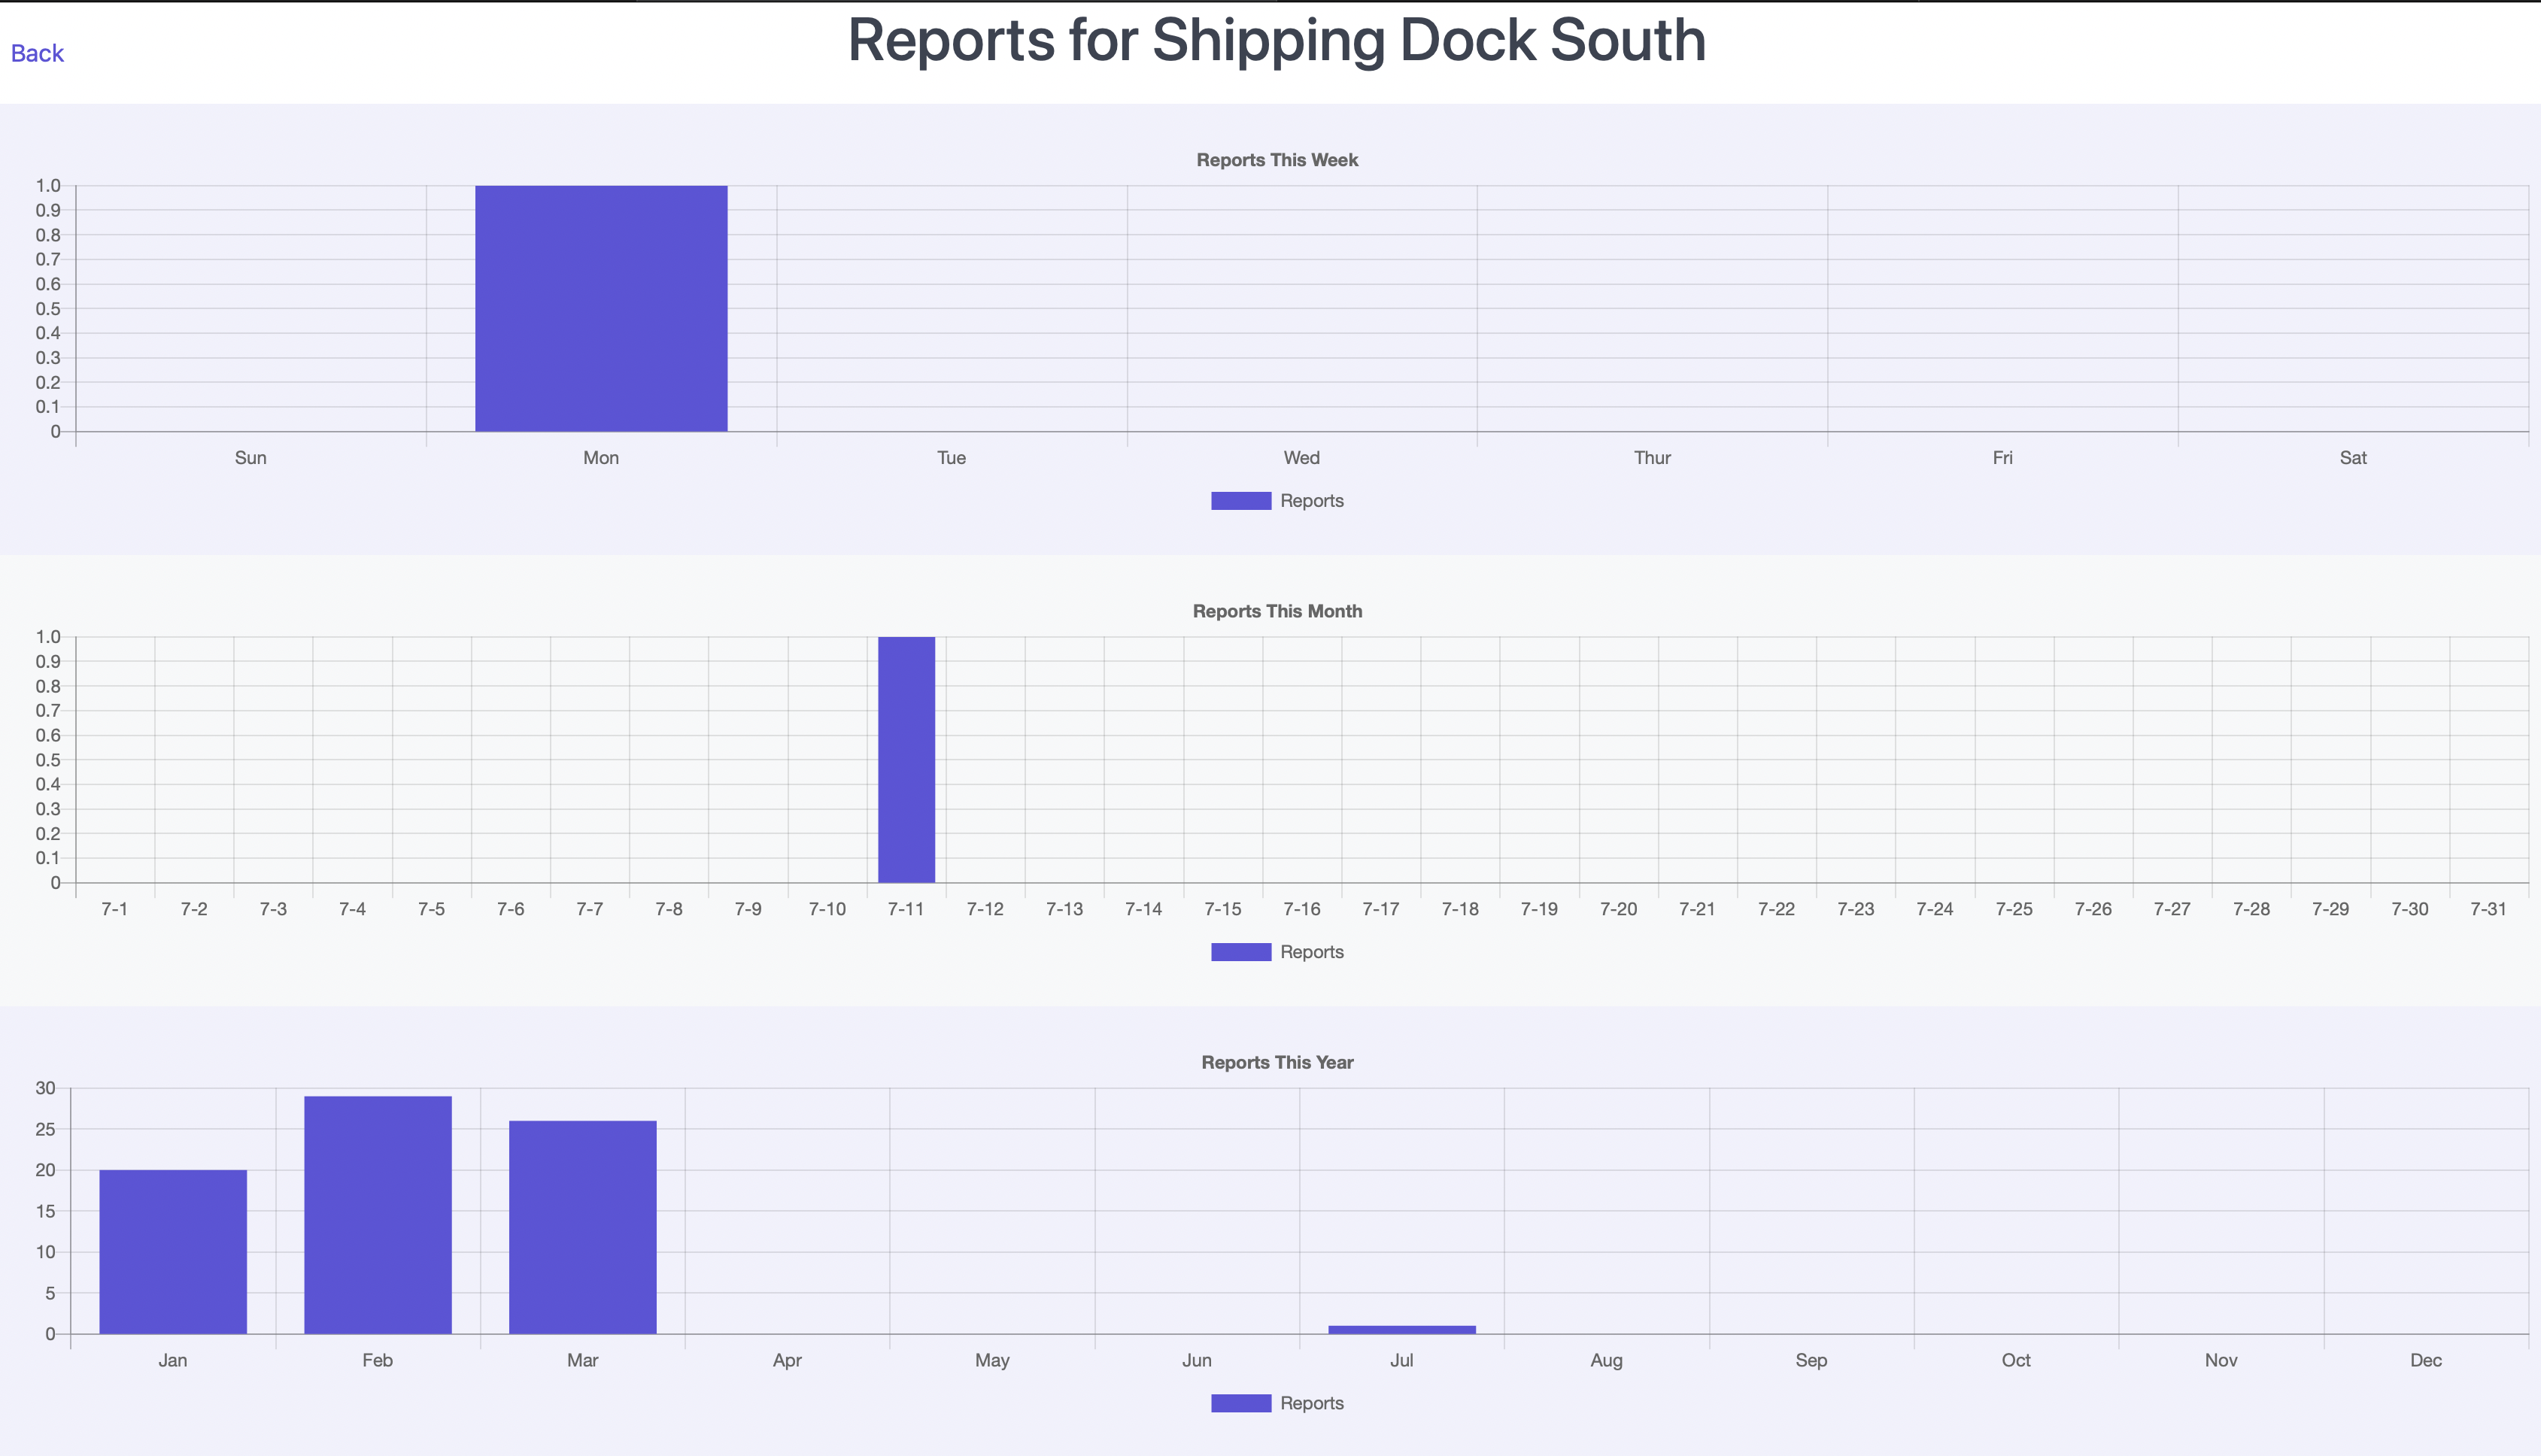 Back
Reports for Shipping Dock South
Reports This Week
1.0
0.9
0.8
0.7
0.6
0.5
0.4
0.3
0.2
0.1
0
Sun Mon Tue Wed Thur Fri Sat
Reports
Reports This Month
1.0
0.9
0.8
0.7
0.6
0.5
0.4
0.3
0.2
0.1
0
7-1 7-2 7-3 7-4 7-5 7-6 7-7 7-8 7-9 7-10 7-11 7-12 7-13 7-14 7-15 7-16 7-17 7-18 7-19 7-20 7-21 7-22 7-23 7-24 7-25 7-26 7-27 7-28 7-29 7-30 7-31
Reports
Reports This Year
30
25
20
15
10
5
0
Jan Feb Mar Apr May Jun Jul Aug Sep Oct Nov Dec
Reports